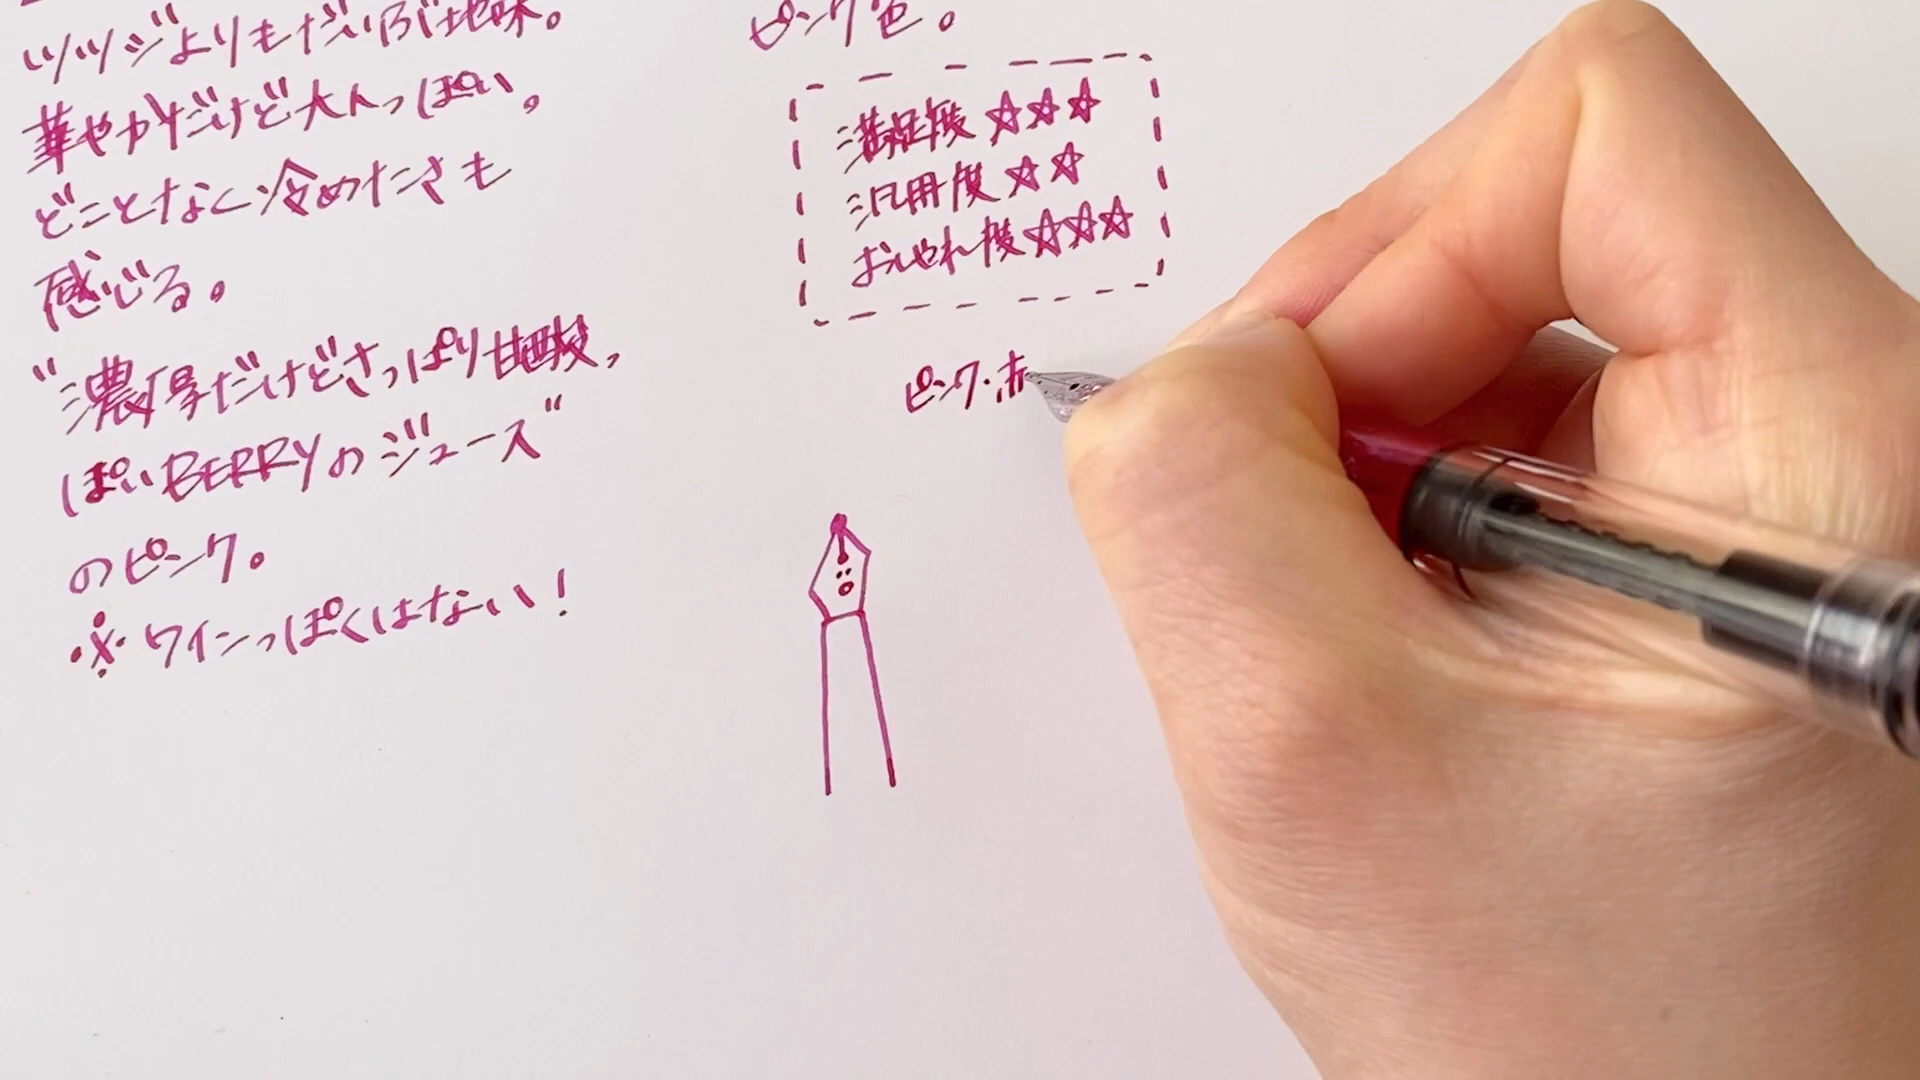 ツツジよりもだいぶ地味。
華やかだけど大人っぽい。
どことなく冷めたさも
感じる。
"濃厚だけどさっぱり甘酸
っぽいBERRYのジュース"
のピンク。
※ワインっぽくはない!
ピンク色。
満足度☆☆☆
汎用度☆☆
おしゃれ度☆☆☆
ピンク・赤